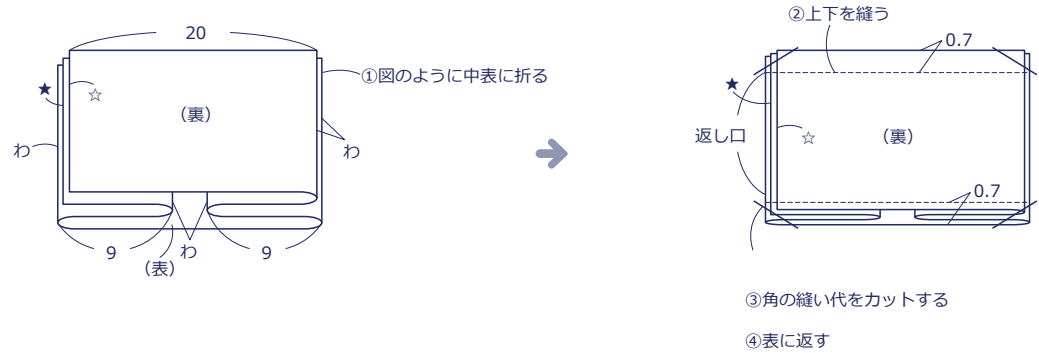 20
①図のように中表に折る
★
☆
(裏)
わ
わ
9
わ
9
(表)
②上下を縫う
0.7
★
返し口
☆
(裏)
0.7
③角の縫い代をカットする
④表に返す